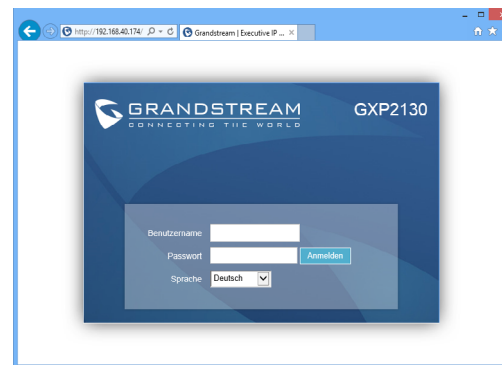 http://192.168.40.174/
Grandstream | Executive IP ...
GRANDSTREAM
CONNECTING THE WORLD
GXP2130
Benutzername
Passwort
Anmelden
Sprache
Deutsch